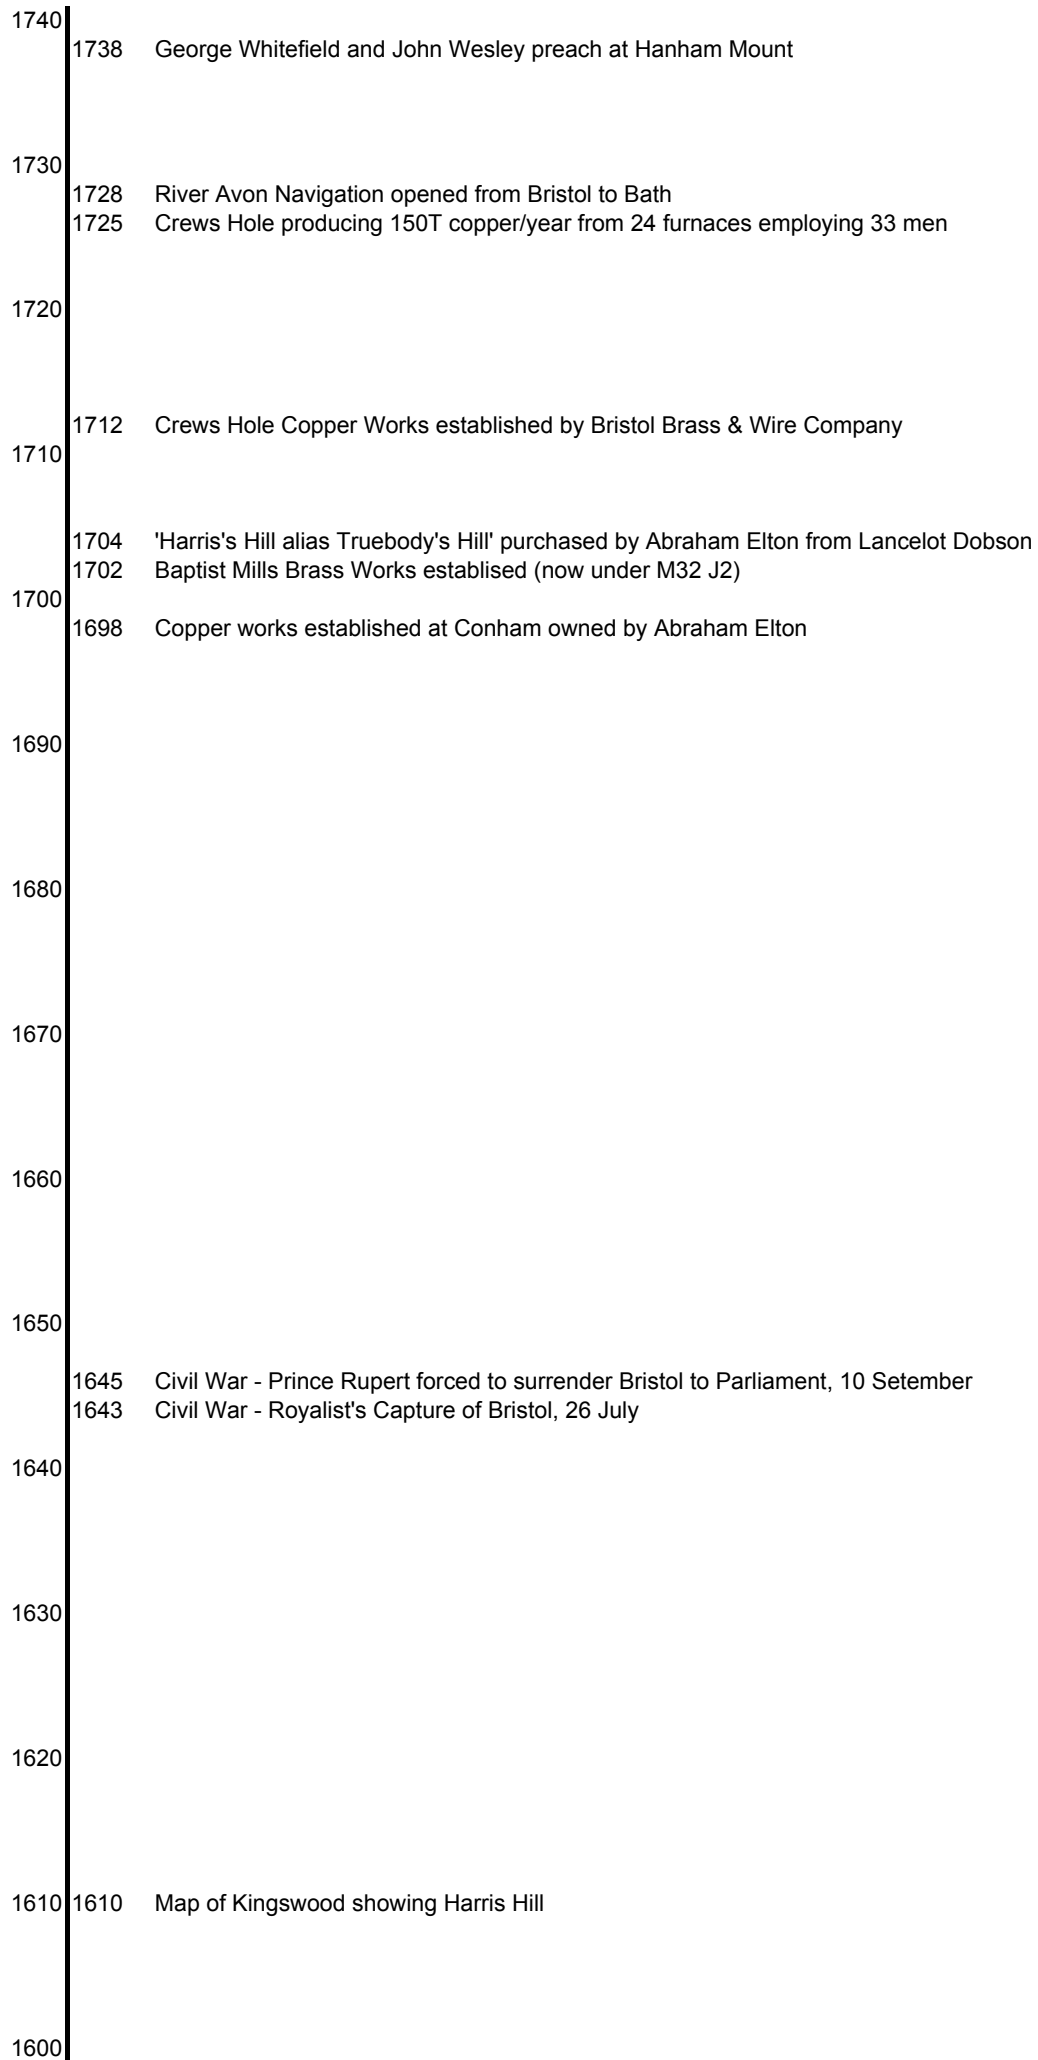 1740
1738 George Whitefield and John Wesley preach at Hanham Mount
1730
1728 River Avon Navigation opened from Bristol to Bath
1725 Crews Hole producing 150T copper/year from 24 furnaces employing 33 men
1720
1712 Crews Hole Copper Works established by Bristol Brass & Wire Company
1710
1704 'Harris's Hill alias Truebody's Hill' purchased by Abraham Elton from Lancelot Dobson
1702 Baptist Mills Brass Works establised (now under M32 J2)
1700
1698 Copper works established at Conham owned by Abraham Elton
1690
1680
1670
1660
1650
1645 Civil War - Prince Rupert forced to surrender Bristol to Parliament, 10 Setember
1643 Civil War - Royalist's Capture of Bristol, 26 July
1640
1630
1620
1610 1610 Map of Kingswood showing Harris Hill
1600